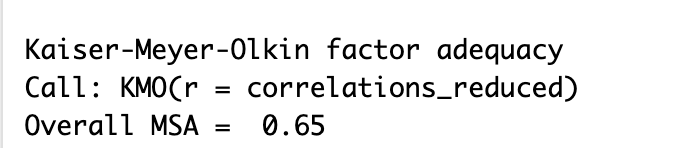 Kaiser-Meyer-Olkin factor adequacy
Call: KMO(r = correlations_reduced)
Overall MSA =  0.65